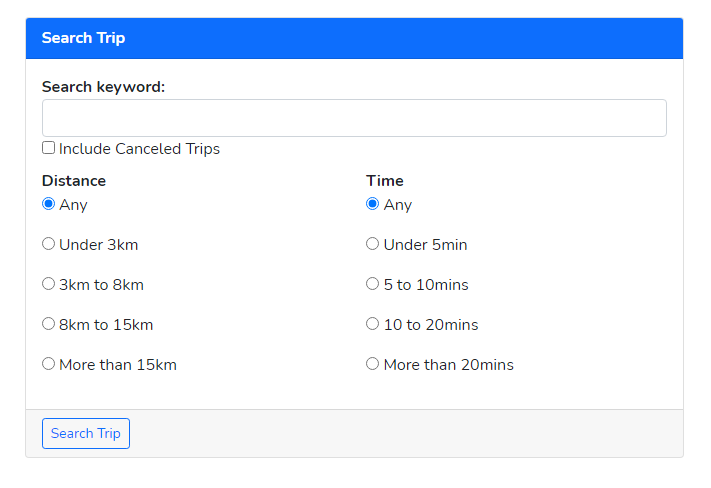 Search Trip
Search keyword:
Include Canceled Trips
Distance
Any
Under 3km
3km to 8km
8km to 15km
More than 15km
Time
Any
Under 5min
5 to 10mins
10 to 20mins
More than 20mins
Search Trip